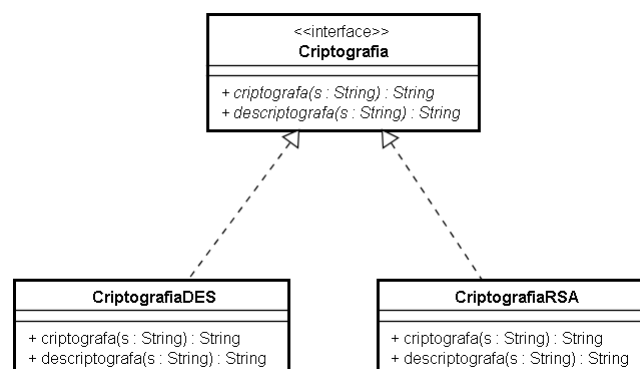 <<interface>>
Criptografia
+ criptografa(s : String) : String
+ descriptografa(s : String) : String
CriptografiaDES
+ criptografa(s : String) : String
+ descriptografa(s : String) : String
CriptografiaRSA
+ criptografa(s : String) : String
+ descriptografa(s : String) : String